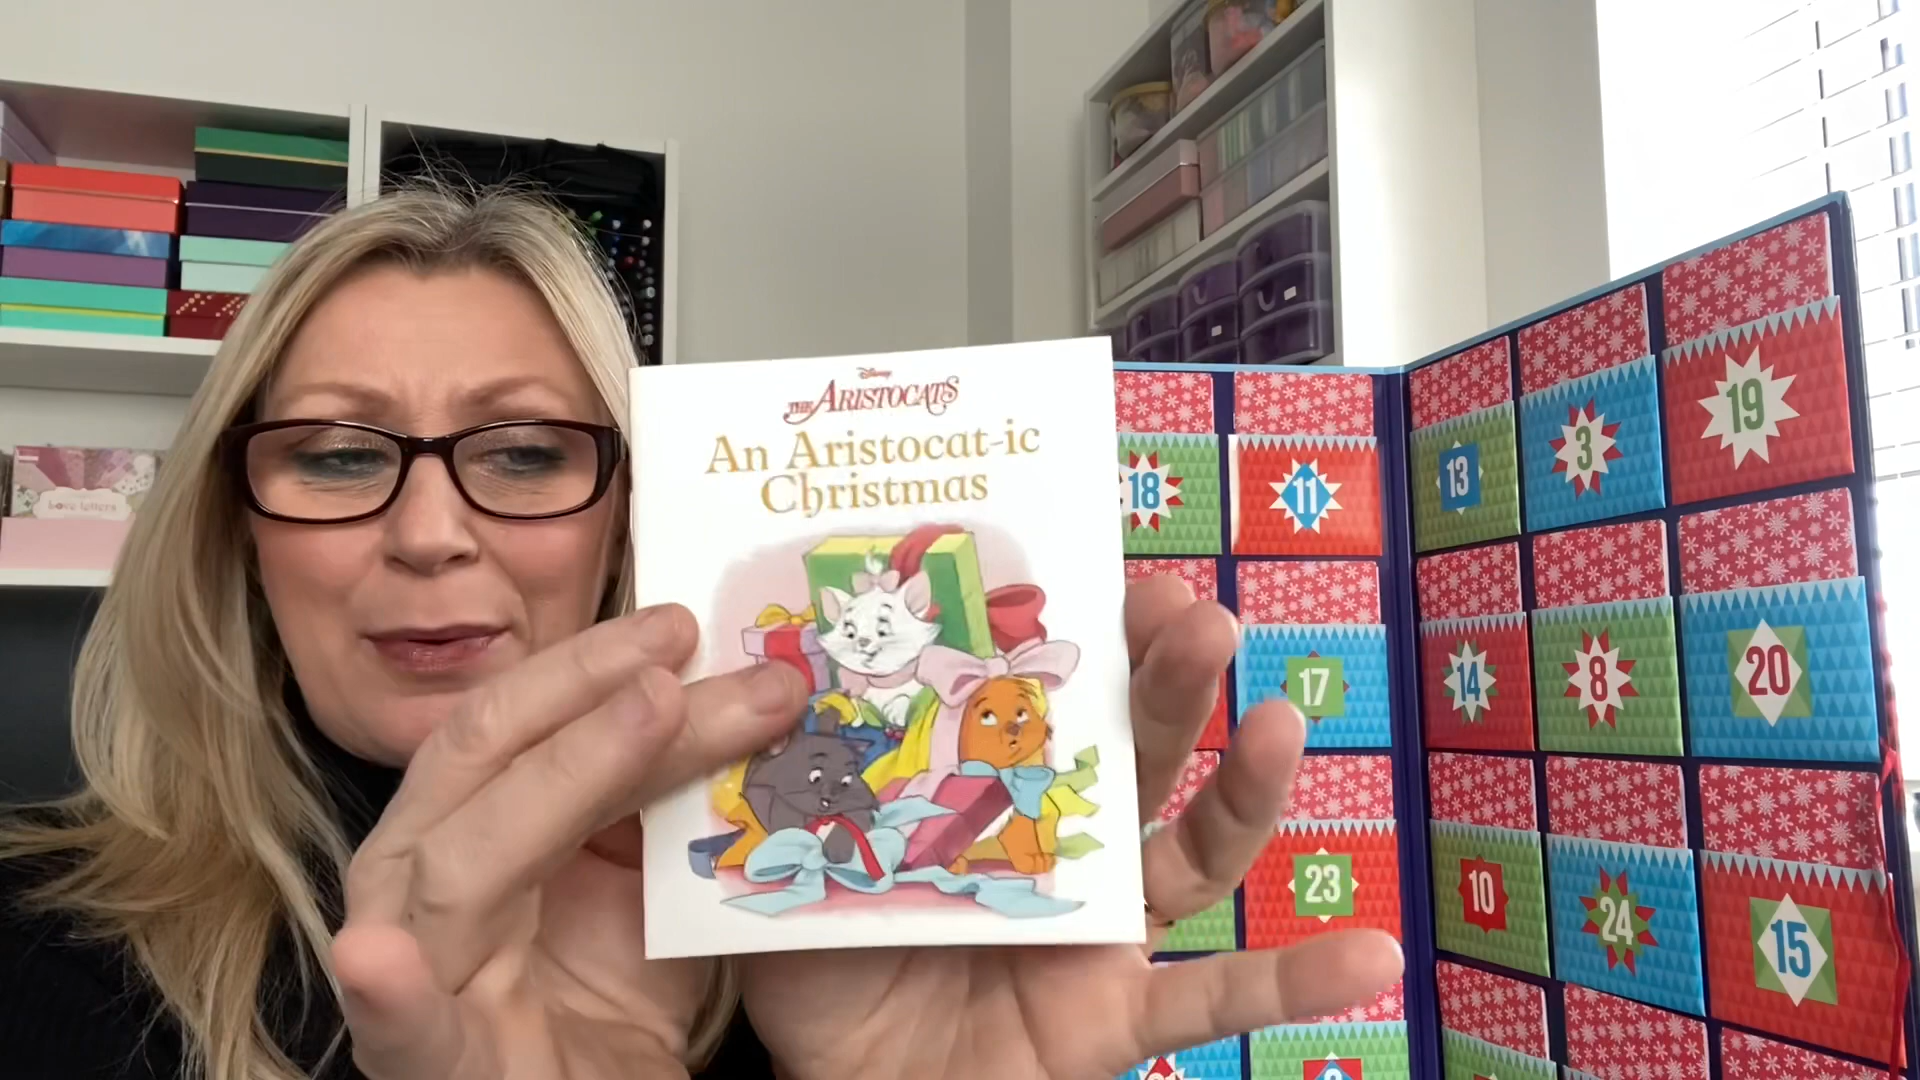 Disney
THE ARISTOCATS
An Aristocat-ic
Christmas
love letters
18
11
13
3
19
17
14
8
20
23
10
24
15